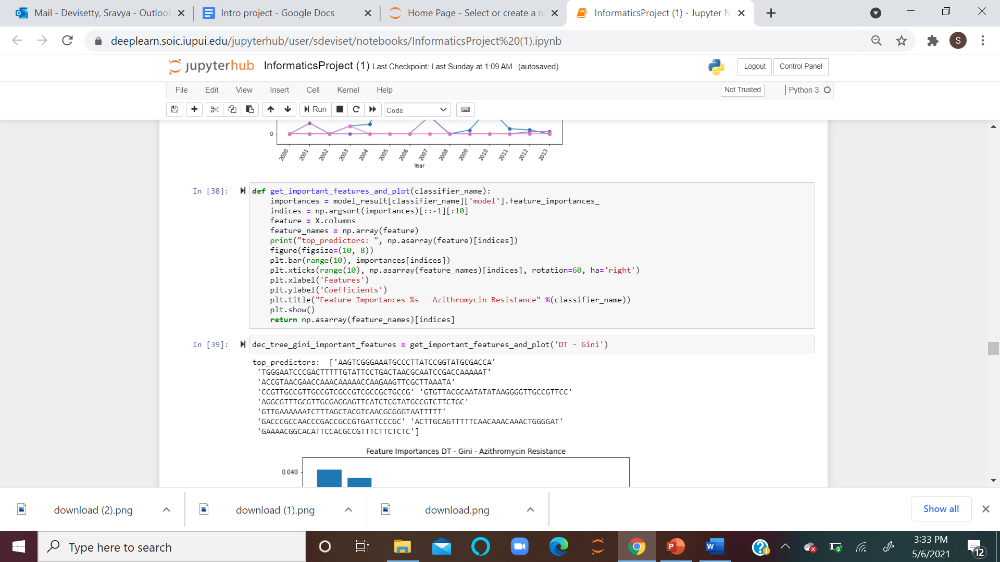 Mail - Devisetty, Sravya - Outlook
Intro project - Google Docs
Home Page - Select or create a n
InformaticsProject (1) - Jupyter N
deeplearn.soic.iupui.edu/jupyterhub/user/sdeviset/notebooks/InformaticsProject%20(1).ipynb
S
jupyterhub InformaticsProject (1) Last Checkpoint: Last Sunday at 1:09 AM (autosaved)
Logout
Control Panel
File Edit View Insert Cell Kernel Help
Not Trusted
Python 3
Run
Code
0
2000 2001 2002 2003 2004 2005 2006 2007 2008 2009 2010 2011 2012 2013
Year
In [38]:
def get_important_features_and_plot(classifier_name):
    importances = model_result[classifier_name]['model'].feature_importances_
    indices = np.argsort(importances)[::-1][:10]
    feature = X.columns
    feature_names = np.array(feature)
    print("top_predictors: ", np.asarray(feature)[indices])
    figure(figsize=(10, 8))
    plt.bar(range(10), importances[indices])
    plt.xticks(range(10), np.asarray(feature_names)[indices], rotation=60, ha='right')
    plt.xlabel('Features')
    plt.ylabel('Coefficients')
    plt.title("Feature Importances %s - Azithromycin Resistance" %(classifier_name))
    plt.show()
    return np.asarray(feature_names)[indices]
In [39]:
dec_tree_gini_important_features = get_important_features_and_plot('DT - Gini')
top_predictors:  ['AAGTCGGGAAATGCCCTTATCCGGTATGCGACCA'
 'TGGGAATCCCGACTTTTTGTATTCCTGACTAACGCAATCCGACCAAAAAT'
 'ACCGTAACGAACCAAACAAAAACCAAGAAGTTCGCTTAAATA'
 'CCGTTGCCGTTGCCGTCGCCGTCGCCGCTGCCG' 'GTGTTACGCAATATATAAGGGGTTGCCGTTCC'
 'AGGCGTTTGCGTTGCGAGGAGTTCATCTCGTATGCCGTCTTCTGC'
 'GTTGAAAAAATCTTTAGCTACGTCAACGCGGGTAATTTTT'
 'GACCCGCCAACCCGACCGCCGTGATTCCCGC' 'ACTTGCAGTTTTTCAACAAACAAACTGGGGAT'
 'GAAAACGGCACATTCCACGCCGTTTCTTCTCTC']
Feature Importances DT - Gini - Azithromycin Resistance
0.040
download (2).png
download (1).png
download.png
Show all
Type here to search
3:33 PM
5/6/2021
12